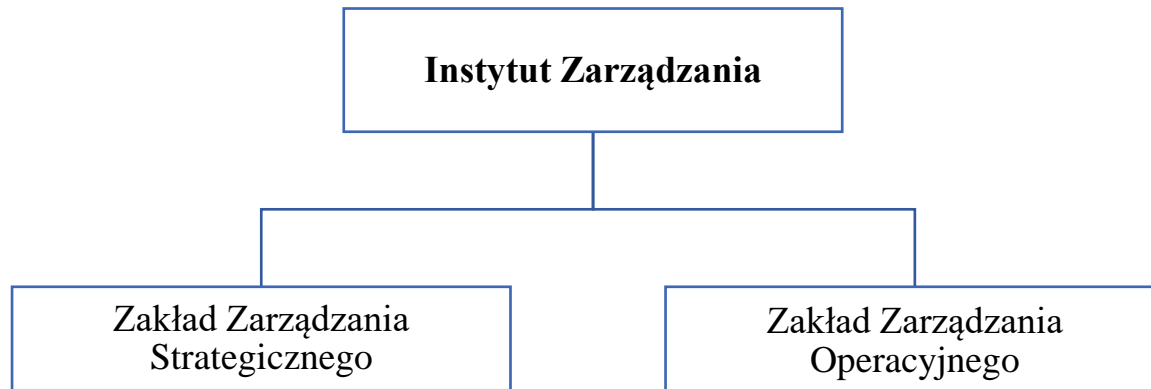 Instytut Zarządzania
Zakład Zarządzania
Strategicznego
Zakład Zarządzania
Operacyjnego